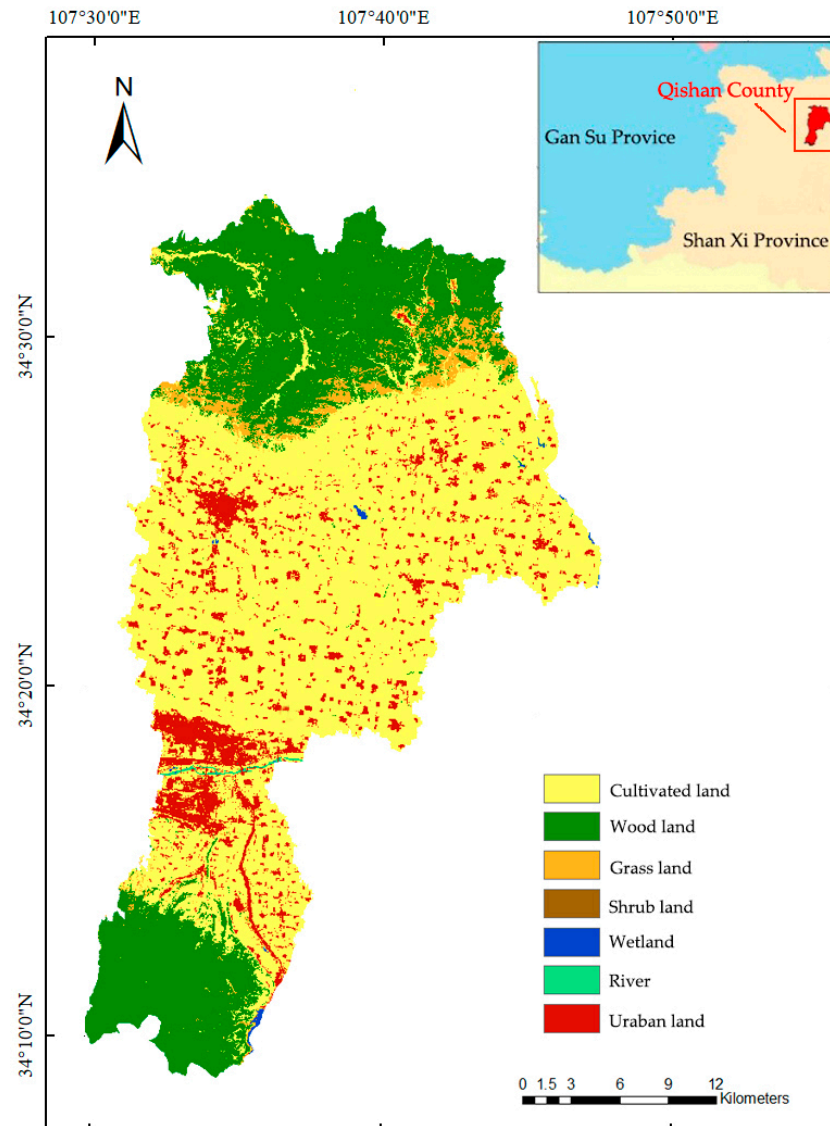 107°30'0"E 107°40'0"E 107°50'0"E
N
Qishan County
Gan Su Provice
Shan Xi Province
34°30'0"N
34°20'0"N
34°10'0"N
Cultivated land
Wood land
Grass land
Shrub land
Wetland
River
Uraban land
0 1.5 3 6 9 12
Kilometers